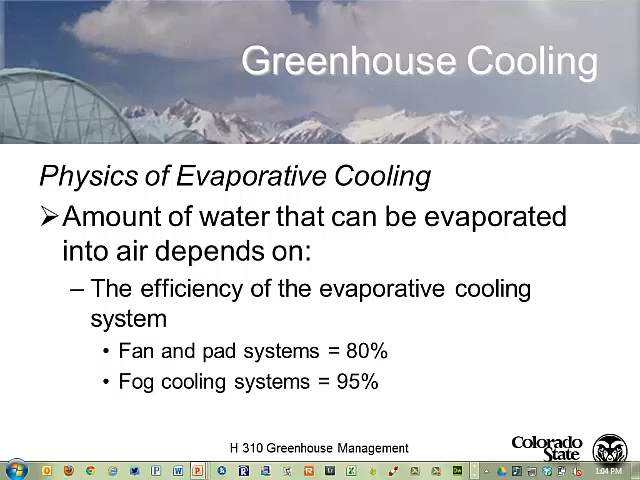 Greenhouse Cooling
Physics of Evaporative Cooling
➢Amount of water that can be evaporated
into air depends on:
– The efficiency of the evaporative cooling
system
• Fan and pad systems = 80%
• Fog cooling systems = 95%
H 310 Greenhouse Management
Colorado
State
1:04 PM